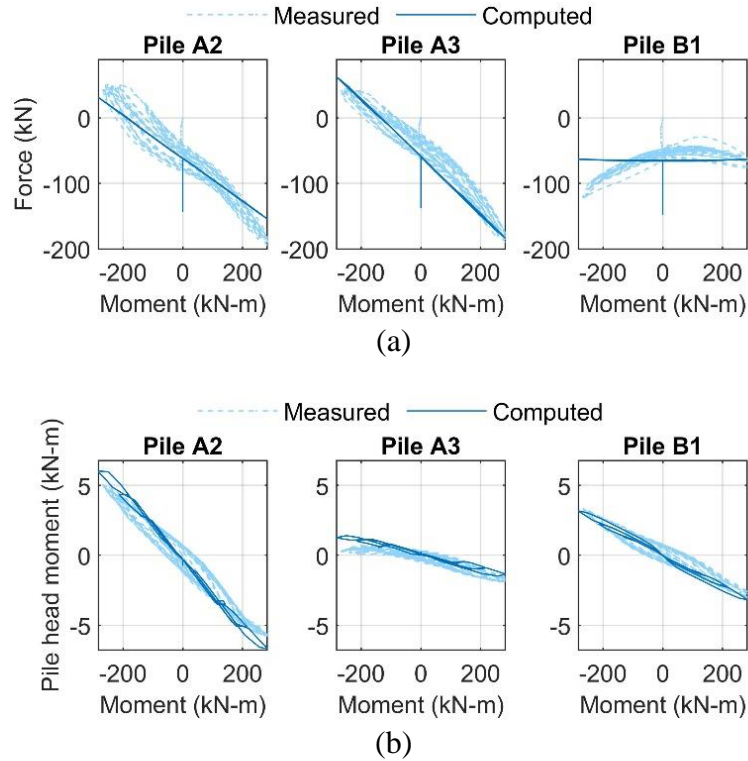 Measured Computed
Pile A2 Pile A3 Pile B1
Force (kN)
0 0 0
-100 -100 -100
-200 -200 -200
-200 0 200 -200 0 200 -200 0 200
Moment (kN-m) Moment (kN-m) Moment (kN-m)
(a)
Measured Computed
Pile A2 Pile A3 Pile B1
Pile head moment (kN-m)
5 5 5
0 0 0
-5 -5 -5
-200 0 200 -200 0 200 -200 0 200
Moment (kN-m) Moment (kN-m) Moment (kN-m)
(b)